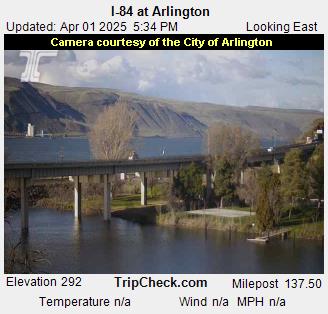 I-84 at Arlington
Updated: Apr 01 2025 5:34 PM Looking East
Camera courtesy of the City of Arlington
Elevation 292 TripCheck.com Milepost 137.50
Temperature n/a Wind n/a MPH n/a